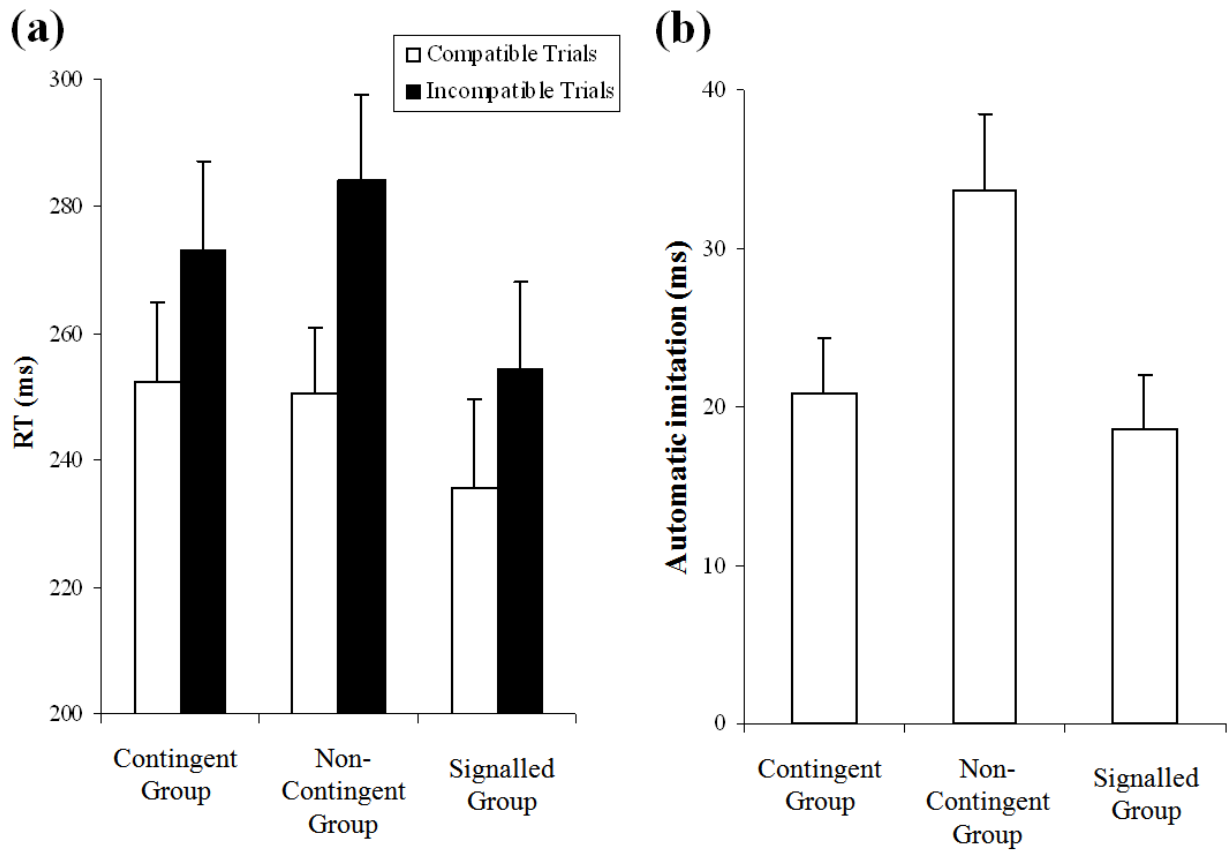 (a)
Compatible Trials
Incompatible Trials
300
280
260
240
220
200
RT (ms)
Contingent
Group
Non-
Contingent
Group
Signalled
Group
(b)
40
30
20
10
0
Automatic imitation (ms)
Contingent
Group
Non-
Contingent
Group
Signalled
Group